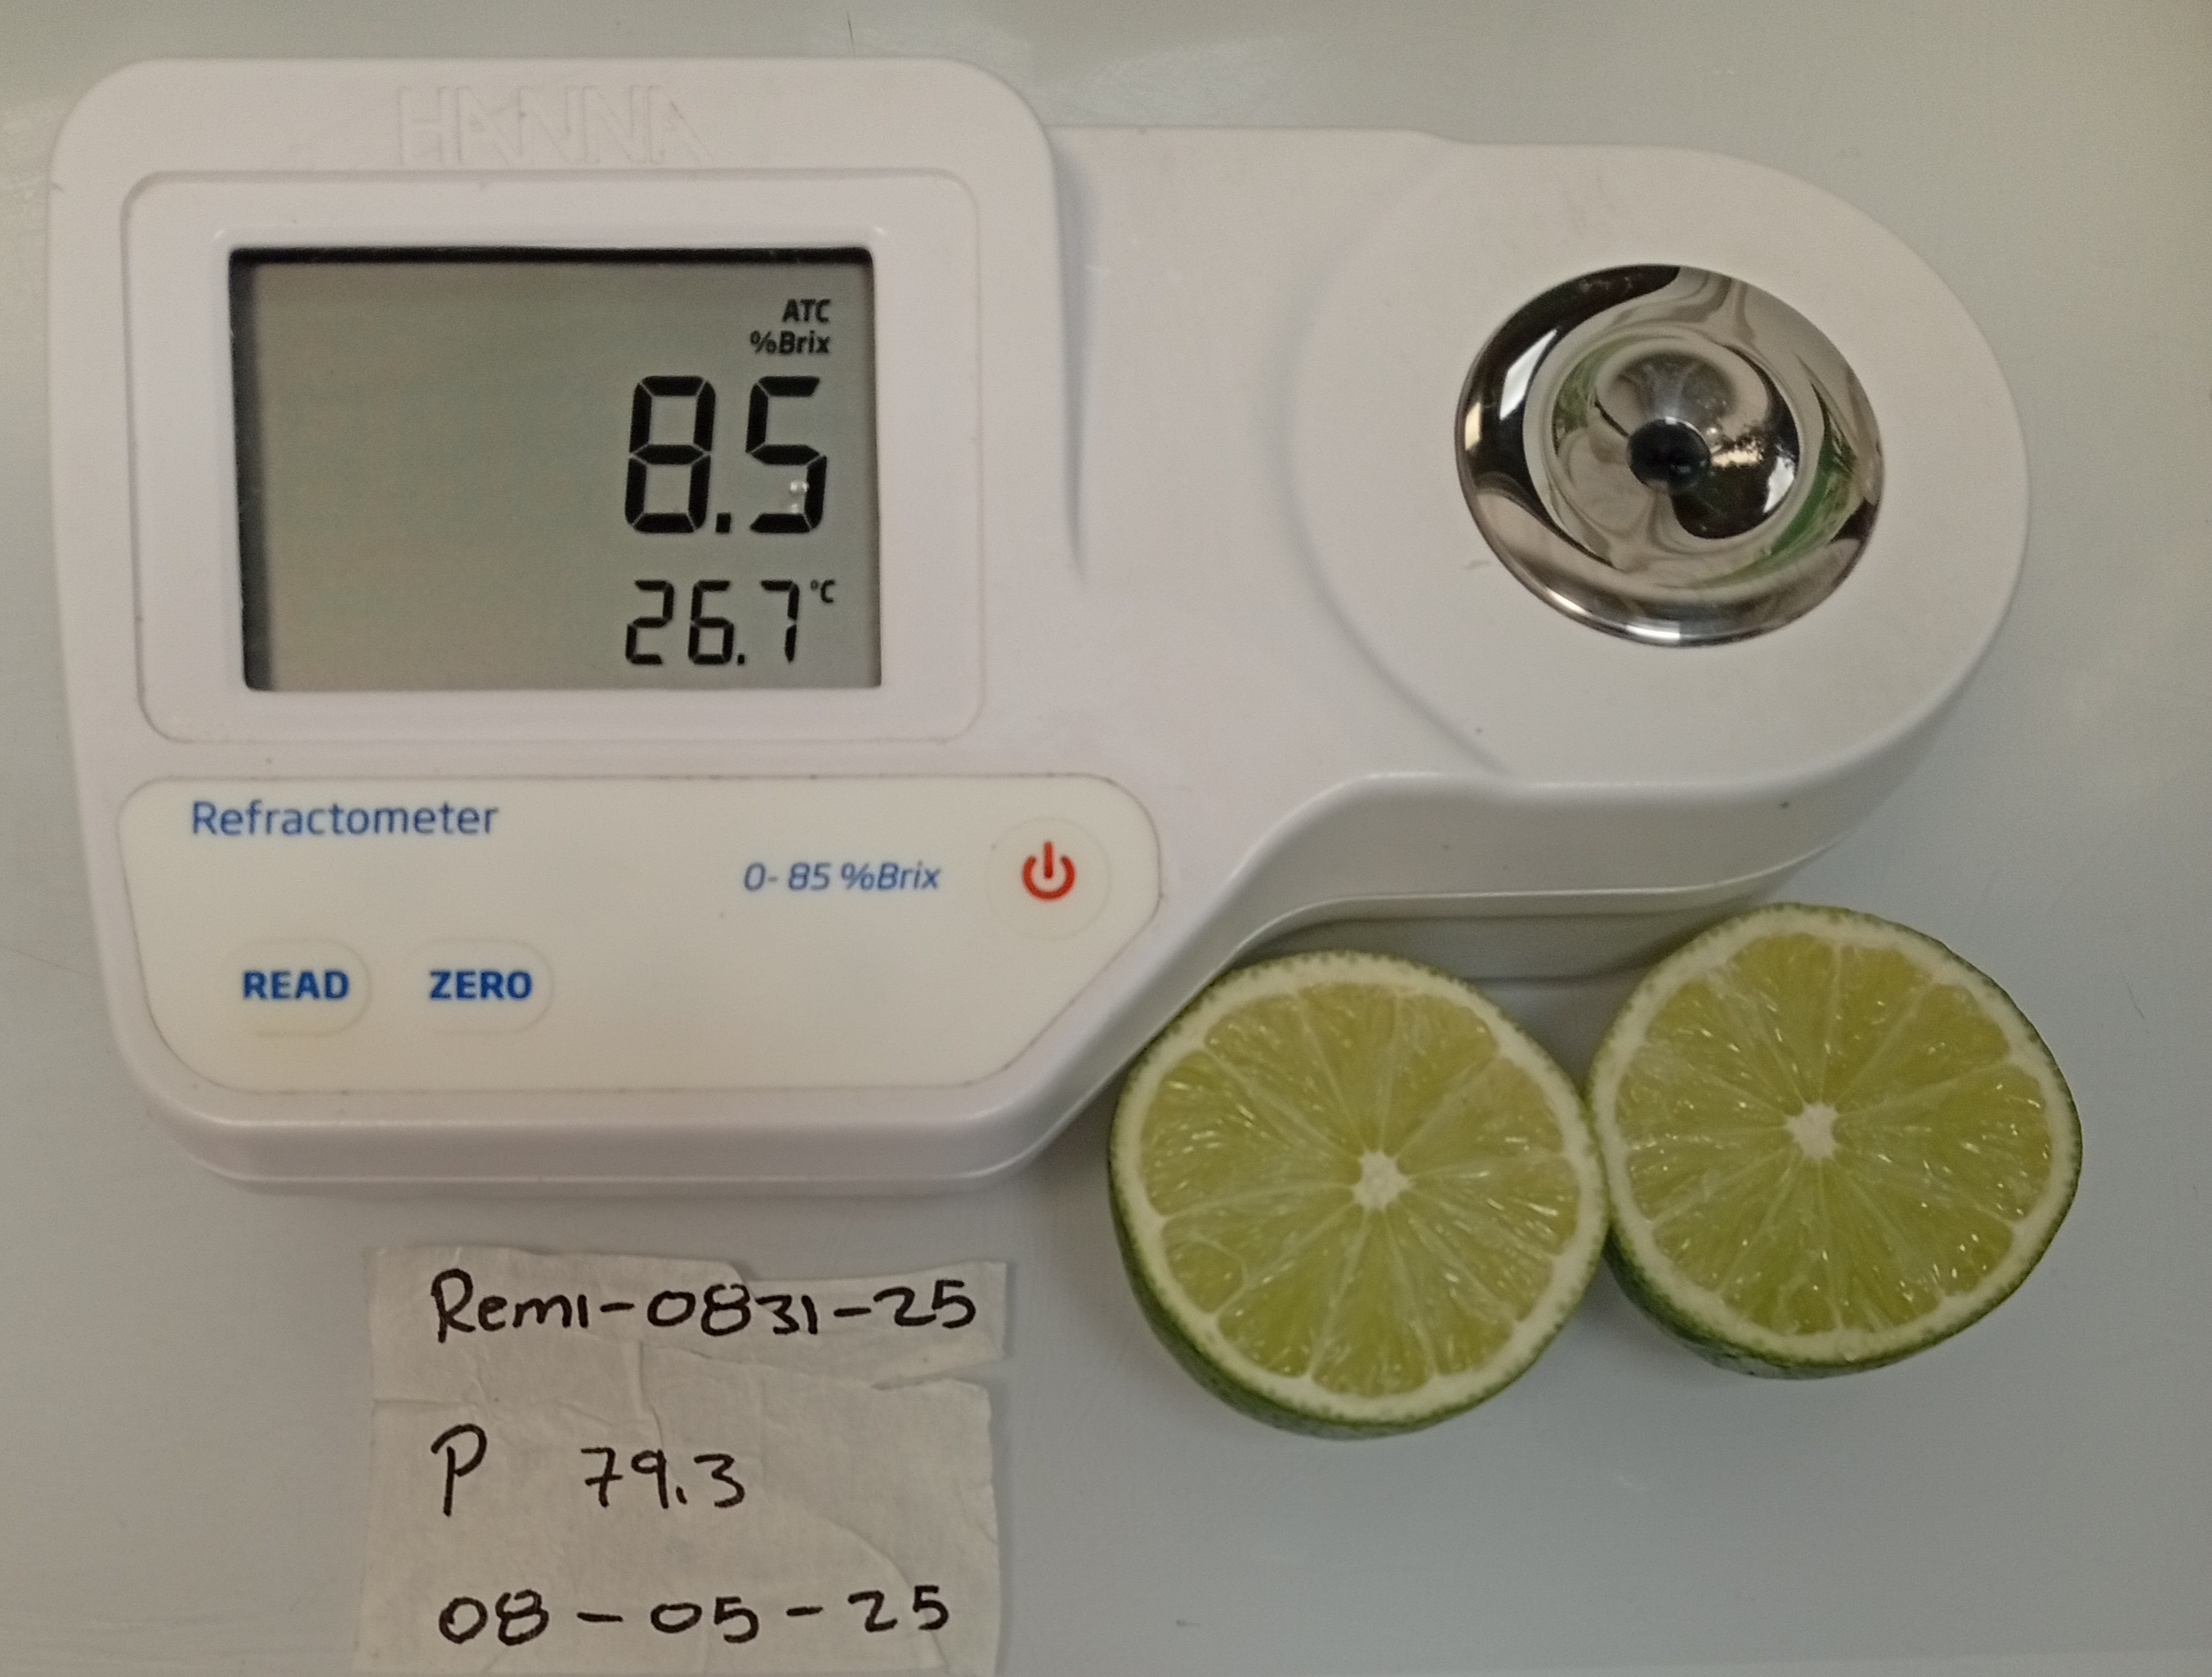 HANNA
ATC
%Brix
8.5
26.7°C
Refractometer
0- 85 %Brix
READ ZERO
Remi-0831-25
P 79.3
08-05-25